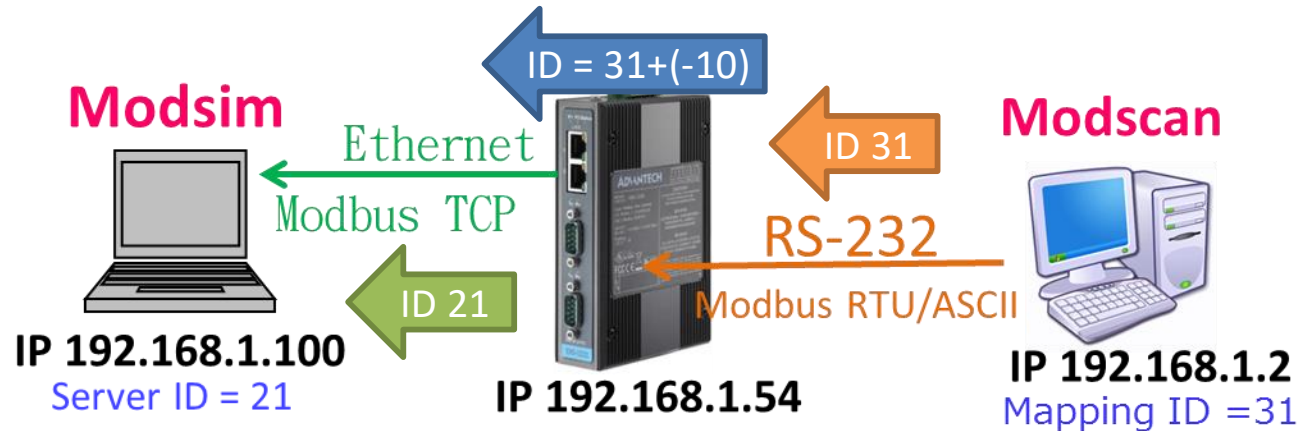 ID = 31+(-10)
Modsim
Modscan
Ethernet
ID 31
ADVANTECH
Modbus TCP
RS-232
ID 21
Modbus RTU/ASCII
IP 192.168.1.100
Server ID = 21
IP 192.168.1.54
IP 192.168.1.2
Mapping ID =31